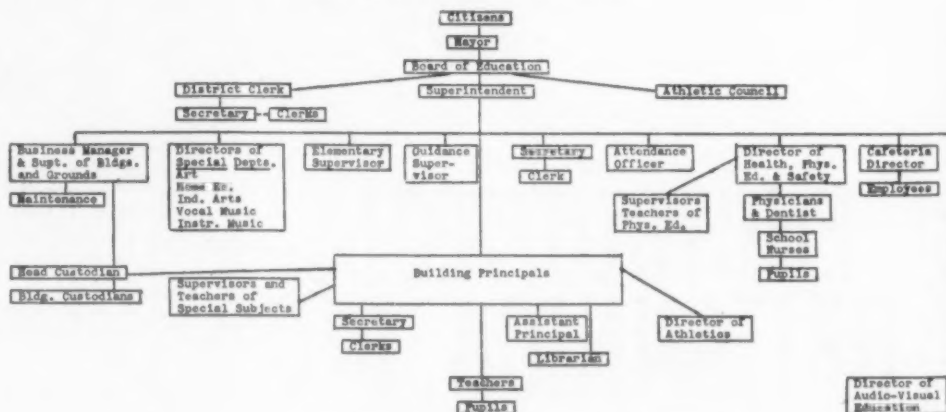 Citizens
Mayor
Board of Education
District Clerk
Superintendent
Athletic Council
Secretary -- Clerks
Business Manager
& Supt. of Bldgs.
and Grounds
Maintenance
Directors of
Special Depts.
Art
Home Ec.
Ind. Arts
Vocal Music
Instr. Music
Elementary
Supervisor
Guidance
Super-
visor
Secretary
Clerk
Attendance
Officer
Director of
Health, Phys.
Ed. & Safety
Cafeteria
Director
Employees
Supervisors
Teachers of
Phys. Ed.
Physicians
& Dentist
School
Nurses
Pupils
Head Custodian
Bldg. Custodians
Supervisors and
Teachers of
Special Subjects
Building Principals
Secretary
Clerks
Assistant
Principal
Librarian
Director of
Athletics
Teachers
Pupils
Director of
Audio-Visual
Education